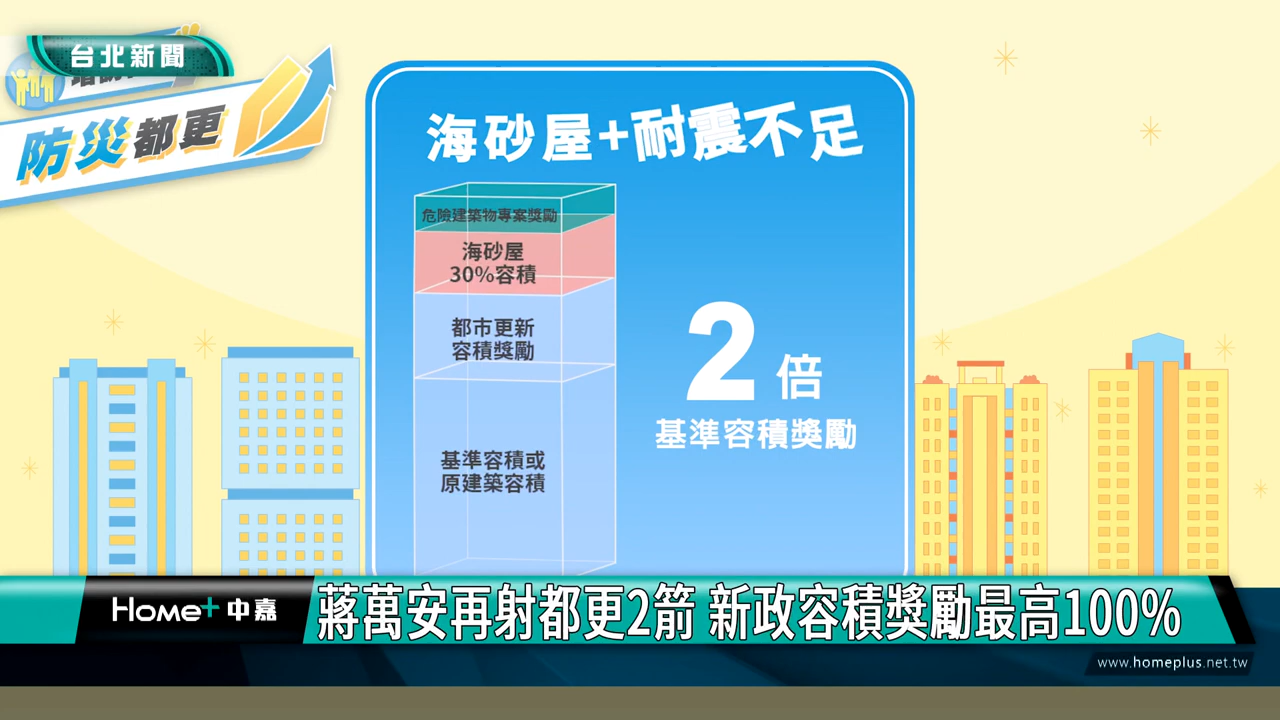 台北新聞
防災都更
海砂屋+耐震不足
危險建築物專案獎勵
海砂屋
30%容積
都市更新
容積獎勵
基準容積或
原建築容積
2倍
基準容積獎勵
Home+中嘉
蔣萬安再射都更2箭 新政容積獎勵最高100%
www.homeplus.net.tw